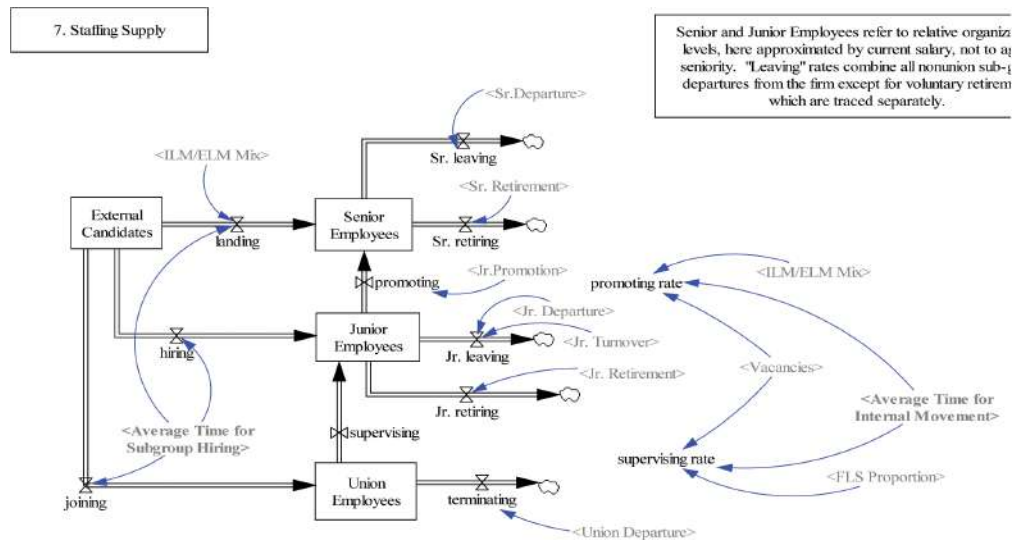 7. Staffing Supply
Senior and Junior Employees refer to relative
levels, here approximated by current salary, not to
seniority. "Leaving" rates combine all nonunion
departures from the firm except for voluntary
which are traced separately.
<Sr.Departure>
Sr. leaving
<ILM/ELM Mix>
<Sr. Retirement>
External
Candidates
landing
Senior
Employees
Sr. retiring
promoting
<Jr.Promotion>
<ILM/ELM Mix>
promoting rate
<Jr. Departure>
hiring
Junior
Employees
Jr. leaving
<Jr. Turnover>
<Vacancies>
<Jr. Retirement>
Jr. retiring
<Average Time for
Internal Movement>
<Average Time for
Subgroup Hiring>
supervising
supervising rate
<FLS Proportion>
joining
Union
Employees
terminating
<Union Departure>